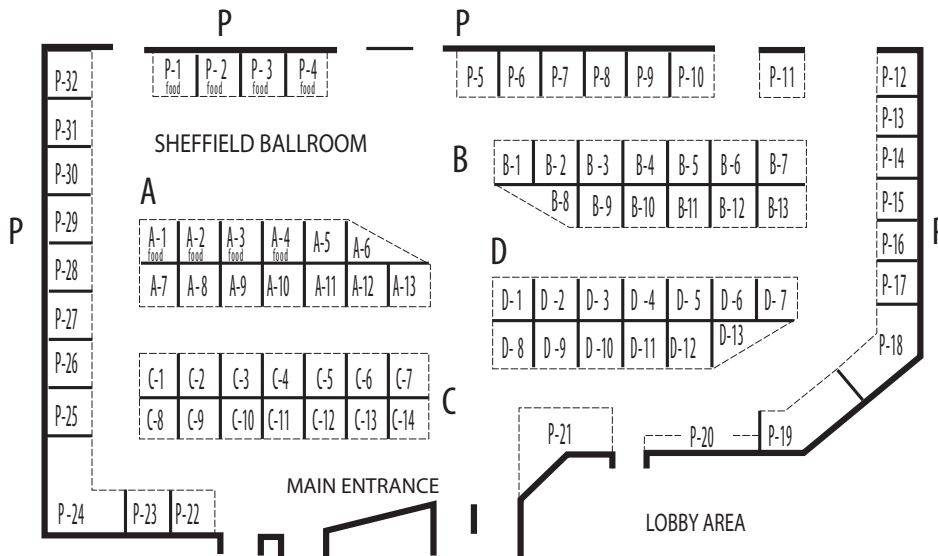 P P
P-1 P- 2 P - 3 P-4 P-5 P-6 P-7 P-8 P-9 P-10 P-11 P-12
food food food food
P-32
P-31
P-30
P-29
P-28
P-27
P-26
P-25
P-13
P-14
P-15
P-16
P-17
P-18
SHEFFIELD BALLROOM
P
P
A
A-1 A-2 A-3 A-4 A-5 A-6
food food food food
A-7 A-8 A-9 A-10 A-11 A-12 A-13
B
B-1 B- 2 B -3 B-4 B- 5 B -6 B-7
B-8 B-9 B-10 B-11 B-12 B-13
C-1 C-2 C-3 C-4 C-5 C-6 C-7
C
C-8 C-9 C-10 C-11 C-12 C-13 C-14
D
D- 1 D -2 D- 3 D -4 D- 5 D -6 D- 7
D- 8 D -9 D -10 D-11 D-12 D-13
P-21 P-20 P-19
MAIN ENTRANCE
P -24 P-23 P-22
LOBBY AREA